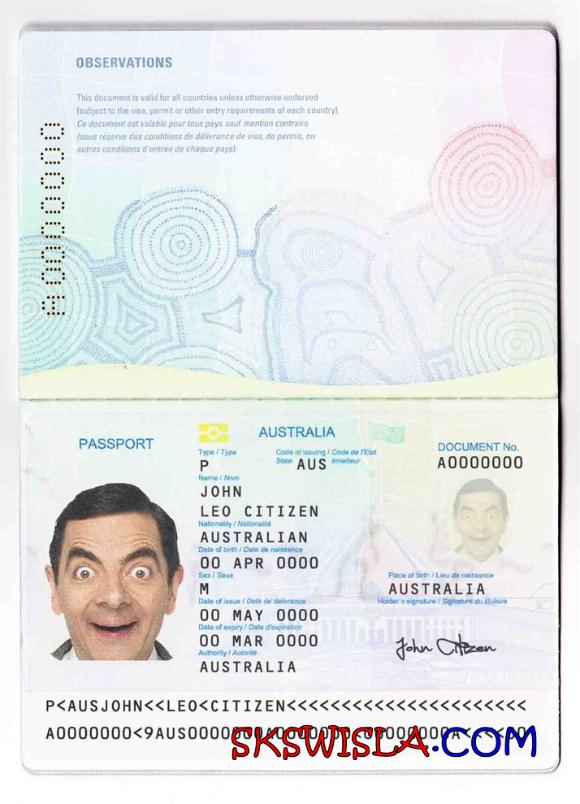 OBSERVATIONS
This document is valid for all countries unless otherwise endorsed
(subject to the visa, permit or other entry requirements of each country)
Ce document est valable pour tous pays sauf mention contraire
(sous réserve des conditions de délivrance de visa, de permis, ou
autres conditions d'entrée de chaque pays)
A0000000
PASSPORT
AUSTRALIA
DOCUMENT No.
A0000000
Type / Type
Code of issuing / Code de l'Etat
State émetteur
P
AUS
Name / Nom
JOHN
LEO CITIZEN
Nationality / Nationalité
AUSTRALIAN
Date of birth / Date de naissance
00 APR 0000
Sex / Sexe
M
Place of birth / Lieu de naissance
AUSTRALIA
Date of issue / Date de délivrance
00 MAY 0000
Holder's signature / Signature du titulaire
Date of expiry / Date d'expiration
00 MAR 0000
John Citizen
Authority / Autorité
AUSTRALIA
P<AUSJOHN<<LEO<CITIZEN<<<<<<<<<<<<<<<<<<<<<<
SKSWISLA.COM